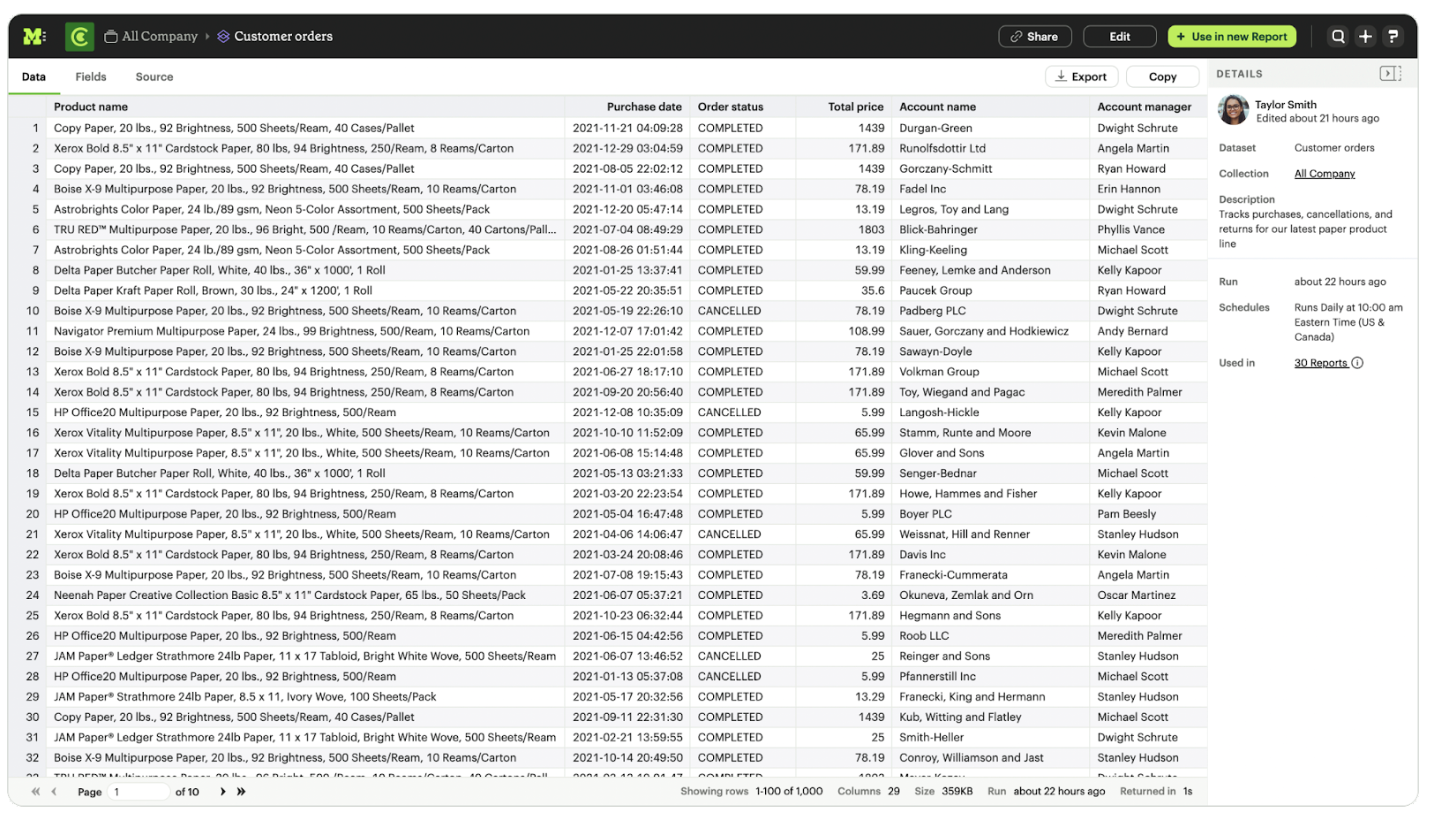 M
C
All Company › Customer orders
Share
Edit
+ Use in new Report
?
Data Fields Source
Export
Copy
Product name Purchase date Order status Total price Account name Account manager
1 Copy Paper, 20 lbs., 92 Brightness, 500 Sheets/Ream, 40 Cases/Pallet 2021-11-21 04:09:28 COMPLETED 1439 Durgan-Green Dwight Schrute
2 Xerox Bold 8.5" x 11" Cardstock Paper, 80 lbs, 94 Brightness, 250/Ream, 8 Reams/Carton 2021-12-29 03:04:59 COMPLETED 171.89 Runolfsdottir Ltd Angela Martin
3 Copy Paper, 20 lbs., 92 Brightness, 500 Sheets/Ream, 40 Cases/Pallet 2021-08-05 22:02:12 COMPLETED 1439 Gorczany-Schmitt Ryan Howard
4 Boise X-9 Multipurpose Paper, 20 lbs., 92 Brightness, 500 Sheets/Ream, 10 Reams/Carton 2021-11-01 03:46:08 COMPLETED 78.19 Fadel Inc Erin Hannon
5 Astrobrights Color Paper, 24 lb./89 gsm, Neon 5-Color Assortment, 500 Sheets/Pack 2021-12-20 05:47:14 COMPLETED 13.19 Legros, Toy and Lang Dwight Schrute
6 TRU RED™ Multipurpose Paper, 20 lbs., 96 Bright, 500 /Ream, 10 Reams/Carton, 40 Cartons/Pall... 2021-07-04 08:49:29 COMPLETED 1803 Blick-Bahringer Phyllis Vance
7 Astrobrights Color Paper, 24 lb./89 gsm, Neon 5-Color Assortment, 500 Sheets/Pack 2021-08-26 01:51:44 COMPLETED 13.19 Kling-Keeling Michael Scott
8 Delta Paper Butcher Paper Roll, White, 40 lbs., 36" x 1000', 1 Roll 2021-01-25 13:37:41 COMPLETED 59.99 Feeney, Lemke and Anderson Kelly Kapoor
9 Delta Paper Kraft Paper Roll, Brown, 30 lbs., 24" x 1200', 1 Roll 2021-05-22 20:35:51 COMPLETED 35.6 Paucek Group Ryan Howard
10 Boise X-9 Multipurpose Paper, 20 lbs., 92 Brightness, 500 Sheets/Ream, 10 Reams/Carton 2021-05-19 22:26:10 CANCELLED 78.19 Padberg PLC Dwight Schrute
11 Navigator Premium Multipurpose Paper, 24 lbs., 99 Brightness, 500/Ream, 10 Reams/Carton 2021-12-07 17:01:42 COMPLETED 108.99 Sauer, Gorczany and Hodkiewicz Andy Bernard
12 Boise X-9 Multipurpose Paper, 20 lbs., 92 Brightness, 500 Sheets/Ream, 10 Reams/Carton 2021-01-25 22:01:58 COMPLETED 78.19 Sawayn-Doyle Kelly Kapoor
13 Xerox Bold 8.5" x 11" Cardstock Paper, 80 lbs, 94 Brightness, 250/Ream, 8 Reams/Carton 2021-06-27 18:17:10 COMPLETED 171.89 Volkman Group Michael Scott
14 Xerox Bold 8.5" x 11" Cardstock Paper, 80 lbs, 94 Brightness, 250/Ream, 8 Reams/Carton 2021-09-20 20:56:40 COMPLETED 171.89 Toy, Wiegand and Pagac Meredith Palmer
15 HP Office20 Multipurpose Paper, 20 lbs., 92 Brightness, 500/Ream 2021-12-08 10:35:09 CANCELLED 5.99 Langosh-Hickle Kelly Kapoor
16 Xerox Vitality Multipurpose Paper, 8.5" x 11", 20 lbs., White, 500 Sheets/Ream, 10 Reams/Carton 2021-10-10 11:52:09 COMPLETED 65.99 Stamm, Runte and Moore Kevin Malone
17 Xerox Vitality Multipurpose Paper, 8.5" x 11", 20 lbs., White, 500 Sheets/Ream, 10 Reams/Carton 2021-06-08 15:14:48 COMPLETED 65.99 Glover and Sons Angela Martin
18 Delta Paper Butcher Paper Roll, White, 40 lbs., 36" x 1000', 1 Roll 2021-05-13 03:21:33 COMPLETED 59.99 Senger-Bednar Michael Scott
19 Xerox Bold 8.5" x 11" Cardstock Paper, 80 lbs, 94 Brightness, 250/Ream, 8 Reams/Carton 2021-03-20 22:23:54 COMPLETED 171.89 Howe, Hammes and Fisher Kelly Kapoor
20 HP Office20 Multipurpose Paper, 20 lbs., 92 Brightness, 500/Ream 2021-05-04 16:47:48 COMPLETED 5.99 Boyer PLC Pam Beesly
21 Xerox Vitality Multipurpose Paper, 8.5" x 11", 20 lbs., White, 500 Sheets/Ream, 10 Reams/Carton 2021-04-06 14:06:47 CANCELLED 65.99 Weissnat, Hill and Renner Stanley Hudson
22 Xerox Bold 8.5" x 11" Cardstock Paper, 80 lbs, 94 Brightness, 250/Ream, 8 Reams/Carton 2021-03-24 20:08:46 COMPLETED 171.89 Davis Inc Kevin Malone
23 Boise X-9 Multipurpose Paper, 20 lbs., 92 Brightness, 500 Sheets/Ream, 10 Reams/Carton 2021-07-08 19:15:43 COMPLETED 78.19 Franecki-Cummerata Angela Martin
24 Neenah Paper Creative Collection Basic 8.5" x 11" Cardstock Paper, 65 lbs., 50 Sheets/Pack 2021-06-07 05:37:21 COMPLETED 3.69 Okuneva, Zemlak and Orn Oscar Martinez
25 Xerox Bold 8.5" x 11" Cardstock Paper, 80 lbs, 94 Brightness, 250/Ream, 8 Reams/Carton 2021-10-23 06:32:44 COMPLETED 171.89 Hegmann and Sons Kelly Kapoor
26 HP Office20 Multipurpose Paper, 20 lbs., 92 Brightness, 500/Ream 2021-06-15 04:42:56 COMPLETED 5.99 Roob LLC Meredith Palmer
27 JAM Paper® Ledger Strathmore 24lb Paper, 11 x 17 Tabloid, Bright White Wove, 500 Sheets/Ream 2021-06-07 13:46:52 CANCELLED 25 Reinger and Sons Stanley Hudson
28 HP Office20 Multipurpose Paper, 20 lbs., 92 Brightness, 500/Ream 2021-01-13 05:37:08 CANCELLED 5.99 Pfannerstill Inc Michael Scott
29 JAM Paper® Strathmore 24lb Paper, 8.5 x 11, Ivory Wove, 100 Sheets/Pack 2021-05-17 20:32:56 COMPLETED 13.29 Franecki, King and Hermann Stanley Hudson
30 Copy Paper, 20 lbs., 92 Brightness, 500 Sheets/Ream, 40 Cases/Pallet 2021-09-11 22:31:30 COMPLETED 1439 Kub, Witting and Flatley Michael Scott
31 JAM Paper® Ledger Strathmore 24lb Paper, 11 x 17 Tabloid, Bright White Wove, 500 Sheets/Ream 2021-02-21 13:59:55 COMPLETED 25 Smith-Heller Dwight Schrute
32 Boise X-9 Multipurpose Paper, 20 lbs., 92 Brightness, 500 Sheets/Ream, 10 Reams/Carton 2021-10-14 20:49:50 COMPLETED 78.19 Conroy, Williamson and Jast Stanley Hudson
Page 1 of 10
Showing rows 1-100 of 1,000 Columns 29 Size 359KB Run about 22 hours ago Returned in 1s
DETAILS
Taylor Smith
Edited about 21 hours ago
Dataset Customer orders
Collection All Company
Description
Tracks purchases, cancellations, and
returns for our latest paper product
line
Run about 22 hours ago
Schedules Runs Daily at 10:00 am
Eastern Time (US &
Canada)
Used in 30 Reports